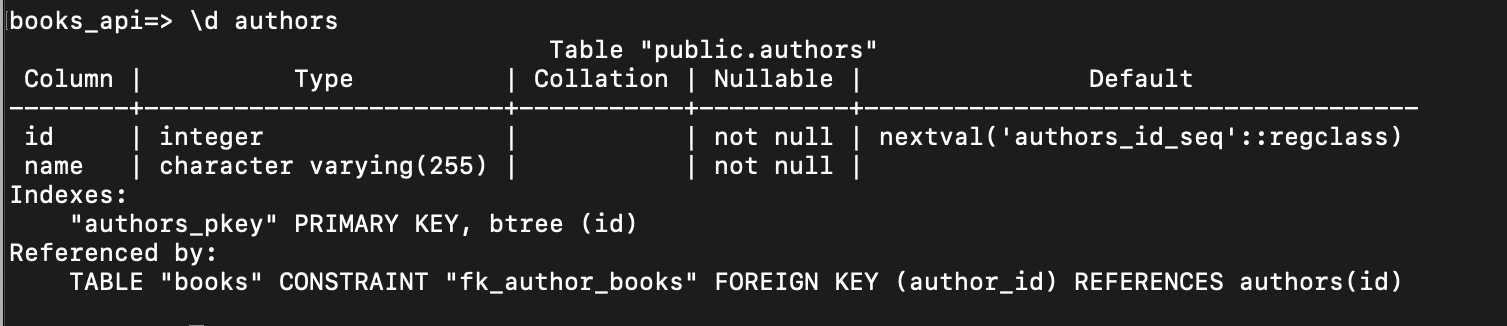 books_api=> \d authors
                                    Table "public.authors"
 Column |          Type          | Collation | Nullable |               Default
--------+------------------------+-----------+----------+-------------------------------------
 id     | integer                |           | not null | nextval('authors_id_seq'::regclass)
 name   | character varying(255) |           | not null |
Indexes:
    "authors_pkey" PRIMARY KEY, btree (id)
Referenced by:
    TABLE "books" CONSTRAINT "fk_author_books" FOREIGN KEY (author_id) REFERENCES authors(id)